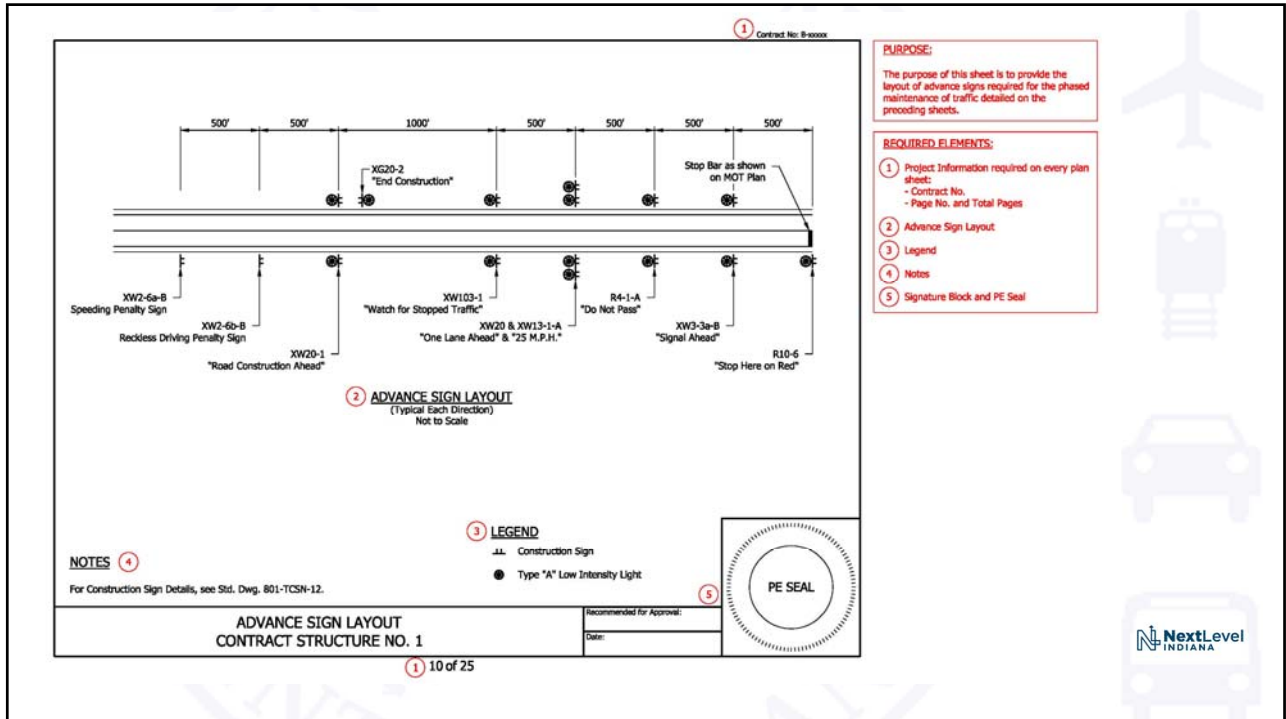 1 Contract No: B-xxxxx
500' 500' 1000' 500' 500' 500' 500'
XG20-2
"End Construction"
Stop Bar as shown
on MOT Plan
XW2-6a-B
Speeding Penalty Sign
XW2-6b-B
Reckless Driving Penalty Sign
XW20-1
"Road Construction Ahead"
XW103-1
"Watch for Stopped Traffic"
XW20 & XW13-1-A
"One Lane Ahead" & "25 M.P.H."
R4-1-A
"Do Not Pass"
XW3-3a-B
"Signal Ahead"
R10-6
"Stop Here on Red"
2 ADVANCE SIGN LAYOUT
(Typical Each Direction)
Not to Scale
3 LEGEND
Construction Sign
Type "A" Low Intensity Light
NOTES 4
For Construction Sign Details, see Std. Dwg. 801-TCSN-12.
ADVANCE SIGN LAYOUT
CONTRACT STRUCTURE NO. 1
Recommended for Approval:
Date:
5
PE SEAL
1 10 of 25
PURPOSE:
The purpose of this sheet is to provide the
layout of advance signs required for the phased
maintenance of traffic detailed on the
preceding sheets.
REQUIRED ELEMENTS:
1 Project Information required on every plan
sheet:
- Contract No.
- Page No. and Total Pages
2 Advance Sign Layout
3 Legend
4 Notes
5 Signature Block and PE Seal
NextLevel
INDIANA